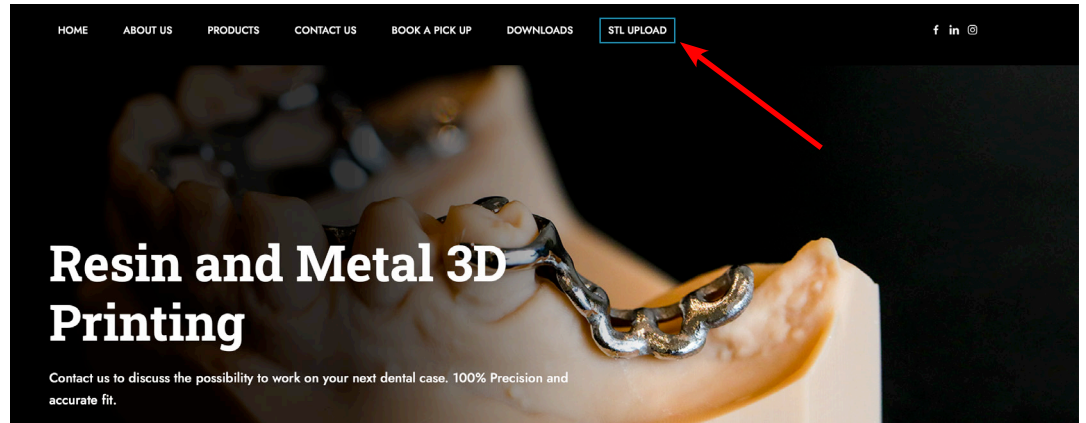 HOME ABOUT US PRODUCTS CONTACT US BOOK A PICK UP DOWNLOADS STL UPLOAD f in
Resin and Metal 3D
Printing
Contact us to discuss the possibility to work on your next dental case. 100% Precision and
accurate fit.